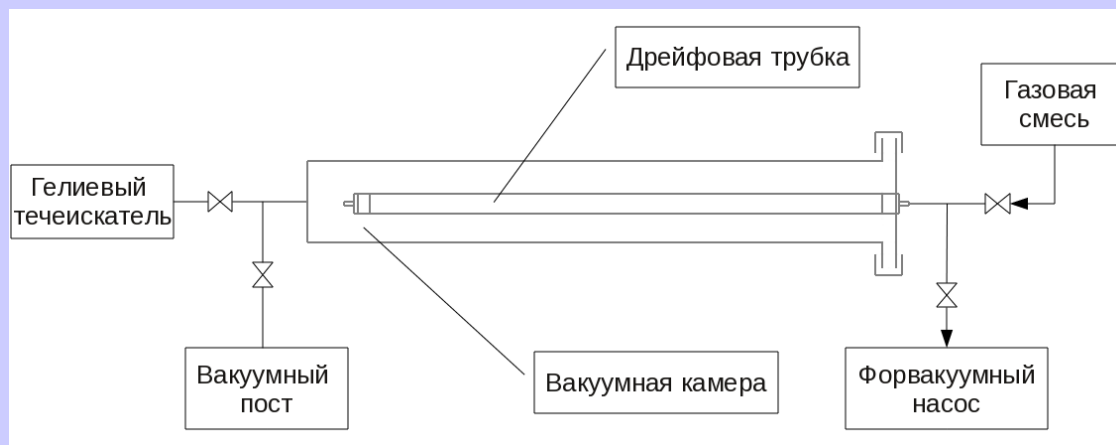 Дрейфовая трубка
Газовая
смесь
Гелиевый
течеискатель
Вакуумный
пост
Вакуумная камера
Форвакуумный
насос